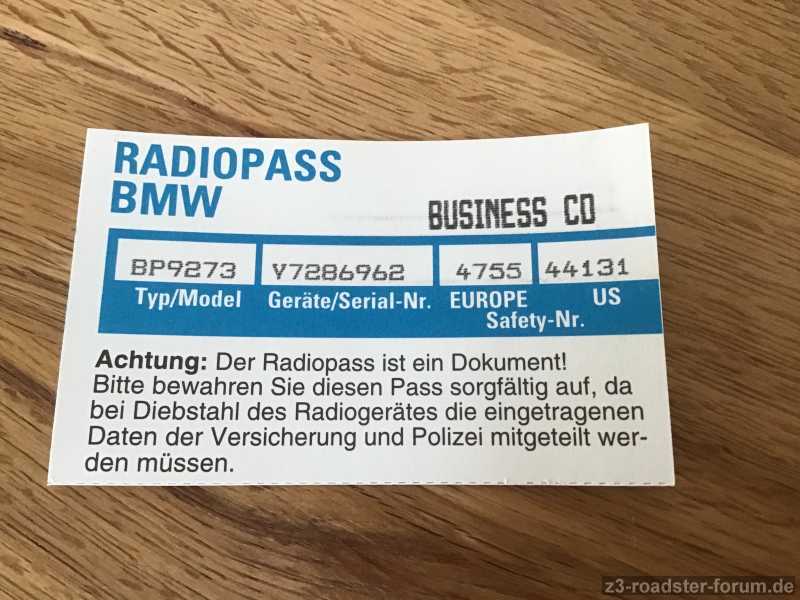 RADIOPASS
BMW
BUSINESS CD
BP9273 V7286962 4755 44131
Typ/Model Geräte/Serial-Nr. EUROPE US
Safety-Nr.
Achtung: Der Radiopass ist ein Dokument!
Bitte bewahren Sie diesen Pass sorgfältig auf, da
bei Diebstahl des Radiogerätes die eingetragenen
Daten der Versicherung und Polizei mitgeteilt wer-
den müssen.
z3-roadster-forum.de